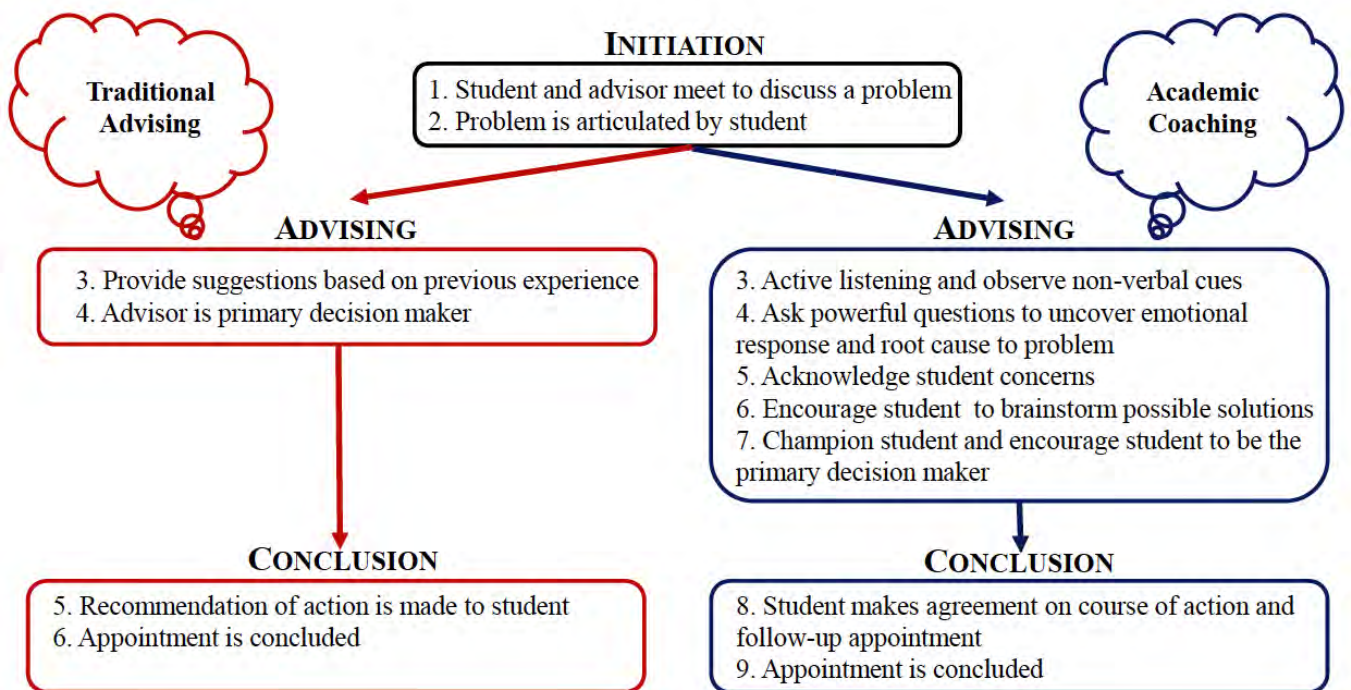 Traditional
Advising
INITIATION
1. Student and advisor meet to discuss a problem
2. Problem is articulated by student
Academic
Coaching
ADVISING
3. Provide suggestions based on previous experience
4. Advisor is primary decision maker
ADVISING
3. Active listening and observe non-verbal cues
4. Ask powerful questions to uncover emotional
response and root cause to problem
5. Acknowledge student concerns
6. Encourage student to brainstorm possible solutions
7. Champion student and encourage student to be the
primary decision maker
CONCLUSION
5. Recommendation of action is made to student
6. Appointment is concluded
CONCLUSION
8. Student makes agreement on course of action and
follow-up appointment
9. Appointment is concluded